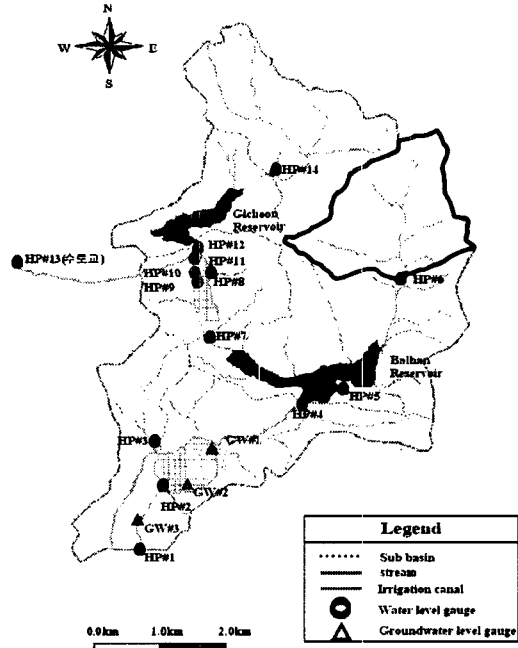 N
W
E
S
HP#14
Gicheon
Reservoir
HP#13(수토교)
HP#12
HP#11
HP#10
HP#8
HP#9
HP#6
HP#7
Balhan
Reservoir
HP#5
HP#4
HP#3
GW#1
GW#2
HP#2
GW#3
HP#1
Legend
Sub basin
stream
Irrigation canal
Water level gauge
Groundwater level gauge
0.0km
1.0km
2.0km